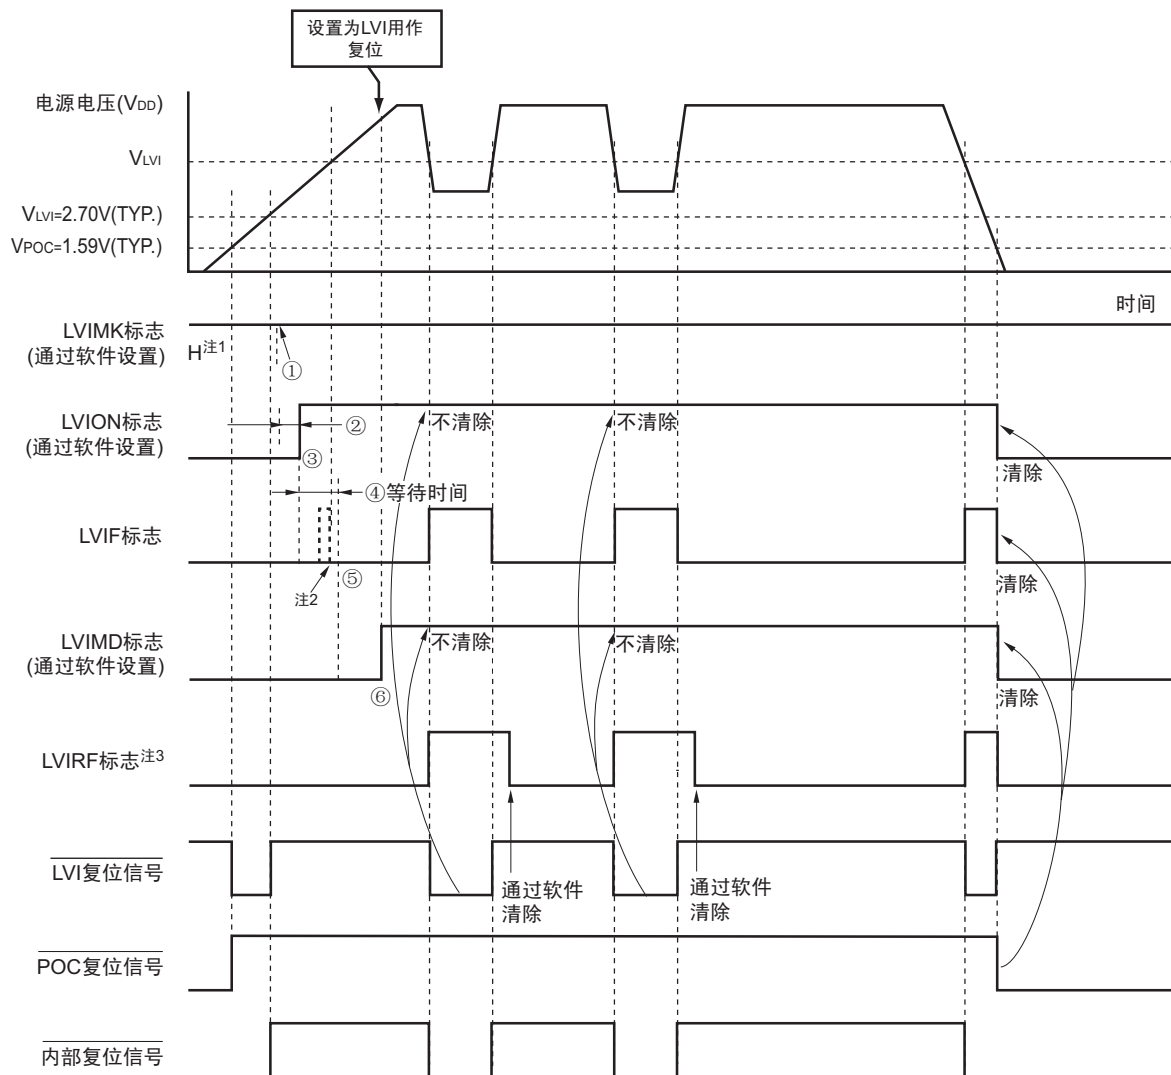 设置为LVI用作
复位
电源电压(VDD)
VLVI
VLVI=2.70V(TYP.)
VPOC=1.59V(TYP.)
时间
LVIMK标志
(通过软件设置)
H注1
①
LVION标志
(通过软件设置)
②
③
不清除
不清除
清除
④等待时间
LVIF标志
注2
⑤
清除
LVIMD标志
(通过软件设置)
⑥
不清除
不清除
清除
LVIRF标志注3
LVI复位信号
通过软件
清除
通过软件
清除
POC复位信号
内部复位信号